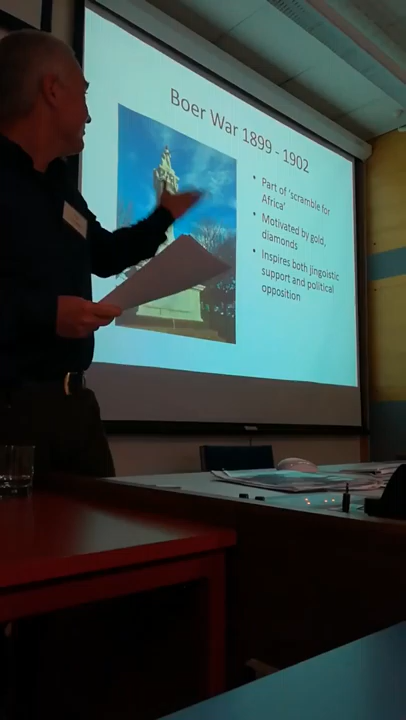 Boer War 1899 - 1902
• Part of 'scramble for
Africa'
• Motivated by gold,
diamonds
• Inspires both jingoistic
support and political
opposition